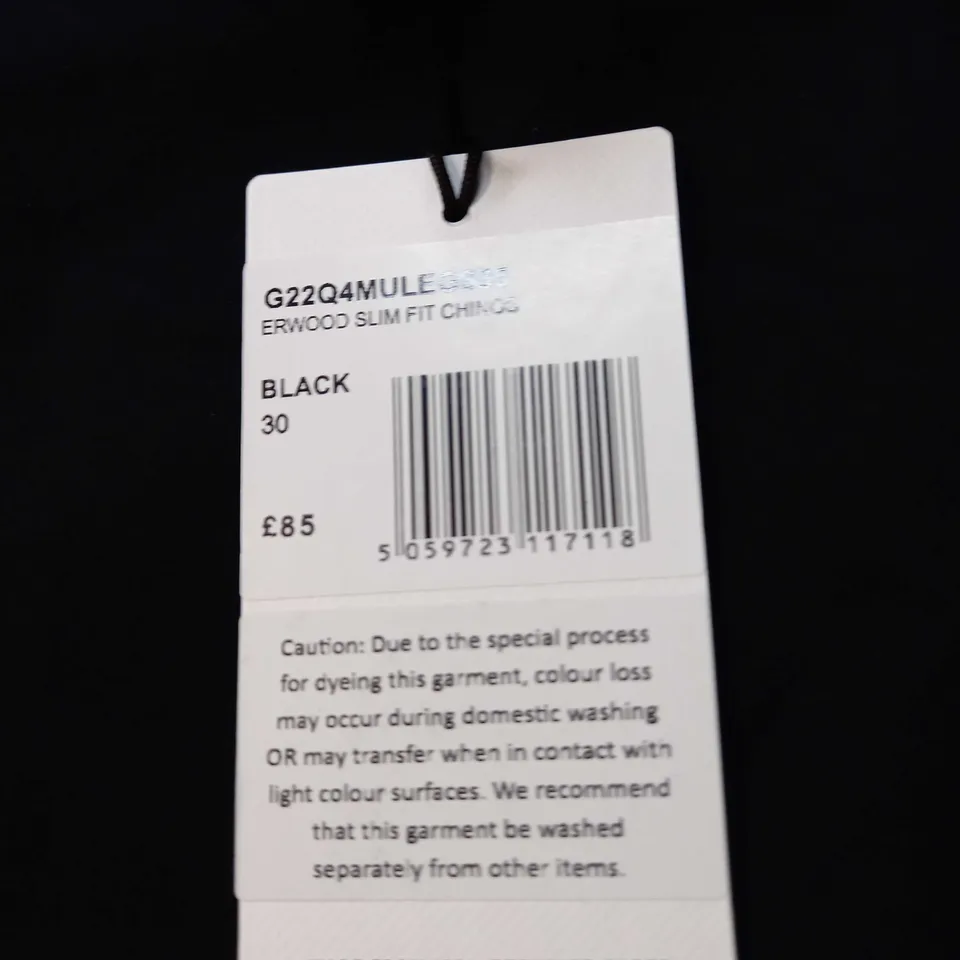 G22Q4MULE
ERWOOD SLIM FIT CHINOS
BLACK
30
£85
5 059723 117118
Caution: Due to the special process
for dyeing this garment, colour loss
may occur during domestic washing
OR may transfer when in contact with
light colour surfaces. We recommend
that this garment be washed
separately from other items.